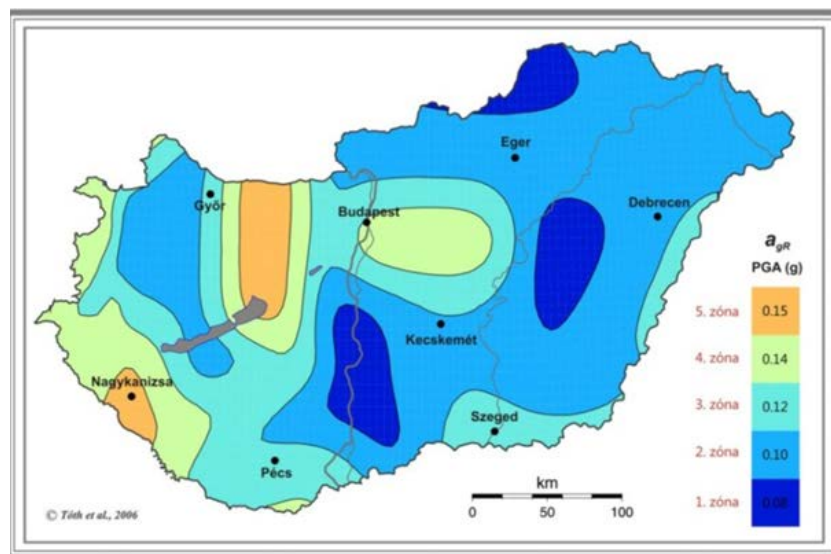 Eger
Győr
Budapest
Debrecen
a_gR
PGA (g)
5. zóna 0.15
Kecskemét
4. zóna 0.14
Nagykanizsa
3. zóna 0.12
Szeged
2. zóna 0.10
Pécs
km
1. zóna 0.08
0 50 100
© Tóth et al., 2006